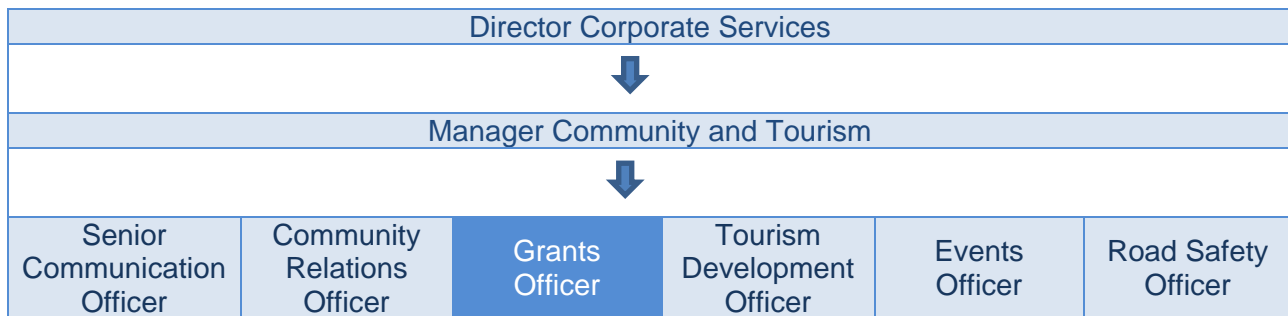 Director Corporate Services
Manager Community and Tourism
Senior
Communication
Officer
Community
Relations
Officer
Grants
Officer
Tourism
Development
Officer
Events
Officer
Road Safety
Officer